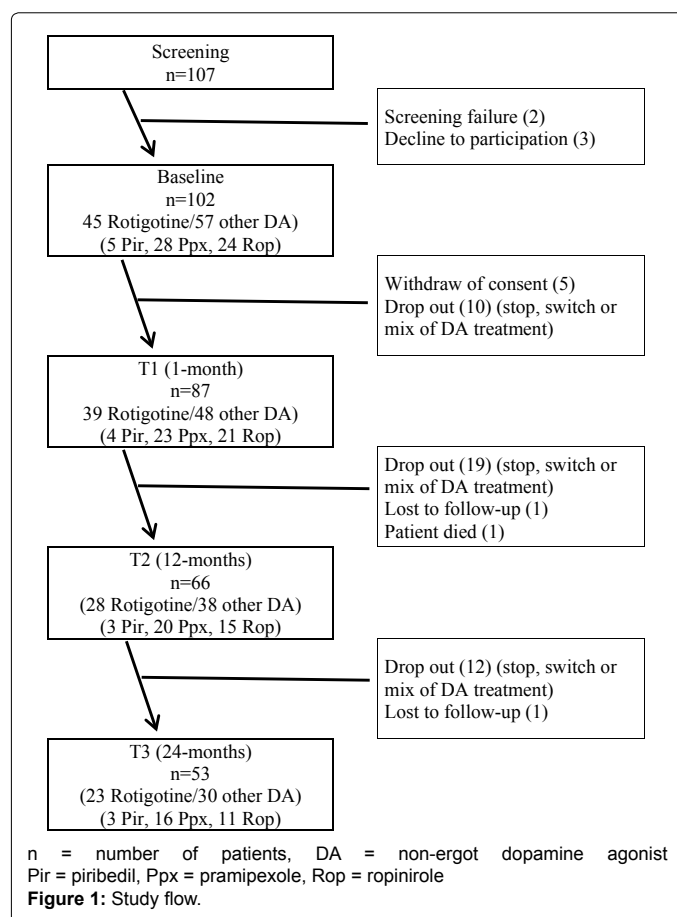 Screening
n=107
Screening failure (2)
Decline to participation (3)
Baseline
n=102
45 Rotigotine/57 other DA)
(5 Pir, 28 Ppx, 24 Rop)
Withdraw of consent (5)
Drop out (10) (stop, switch or
mix of DA treatment)
T1 (1-month)
n=87
39 Rotigotine/48 other DA)
(4 Pir, 23 Ppx, 21 Rop)
Drop out (19) (stop, switch or
mix of DA treatment)
Lost to follow-up (1)
Patient died (1)
T2 (12-months)
n=66
(28 Rotigotine/38 other DA)
(3 Pir, 20 Ppx, 15 Rop)
Drop out (12) (stop, switch or
mix of DA treatment)
Lost to follow-up (1)
T3 (24-months)
n=53
(23 Rotigotine/30 other DA)
(3 Pir, 16 Ppx, 11 Rop)
n = number of patients, DA = non-ergot dopamine agonist
Pir = piribedil, Ppx = pramipexole, Rop = ropinirole
Figure 1: Study flow.